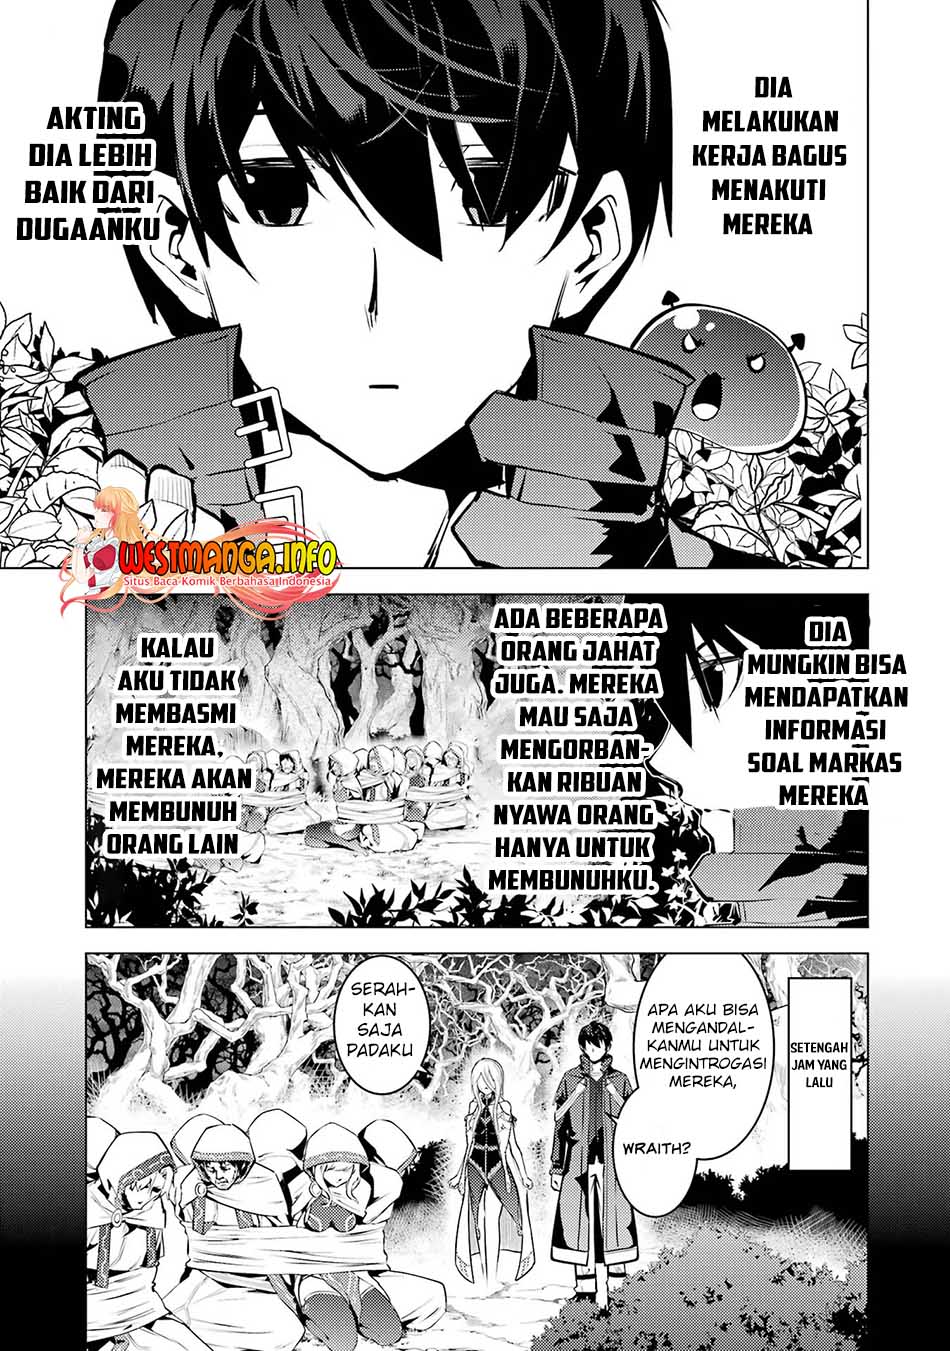 DIA
MELAKUKAN
KERJA BAGUS
MENAKUTI
MEREKA
AKTING
DIA LEBIH
BAIK DARI
DUGAANKU
WESTMANGA.INFO
Situs Baca Komik Berbahasa Indonesia
DIA
MUNGKIN BISA
MENDAPATKAN
INFORMASI
SOAL MARKAS
MEREKA
ADA BEBERAPA
ORANG JAHAT
JUGA. MEREKA
MAU SAJA
MENGORBAN-
KAN RIBUAN
NYAWA ORANG
HANYA UNTUK
MEMBUNUHKU.
KALAU
AKU TIDAK
MEMBASMI
MEREKA,
MEREKA AKAN
MEMBUNUH
ORANG LAIN
SETENGAH
JAM YANG
LALU
APA AKU BISA
MENGANDAL-
KANMU UNTUK
MENGINTROGASI
MEREKA,
WRAITH?
SERAH-
KAN
SAJA
PADAKU